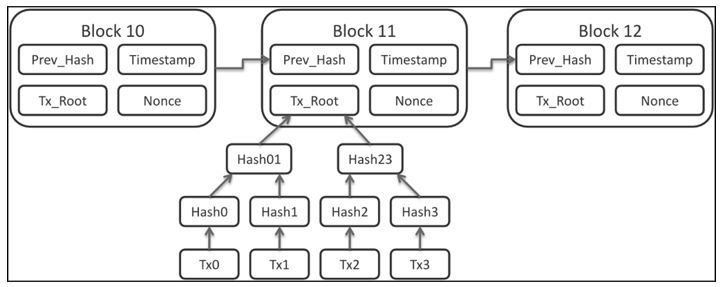 Block 10 Block 11 Block 12
Prev_Hash Timestamp Prev_Hash Timestamp Prev_Hash Timestamp
Tx_Root Nonce Tx_Root Nonce Tx_Root Nonce
Hash01 Hash23
Hash0 Hash1 Hash2 Hash3
Tx0 Tx1 Tx2 Tx3